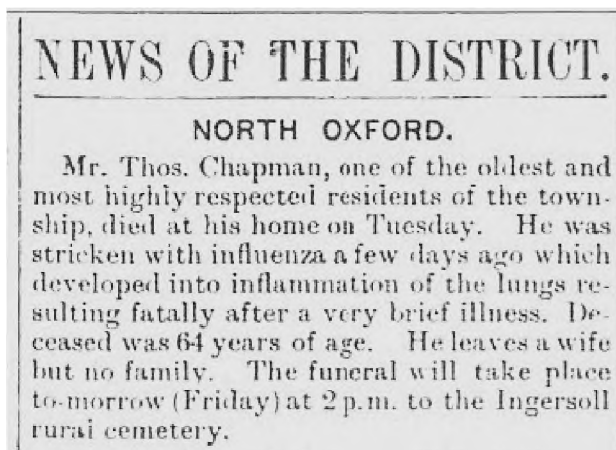 NEWS OF THE DISTRICT.
NORTH OXFORD.
Mr. Thos. Chapman, one of the oldest and
most highly respected residents of the town-
ship, died at his home on Tuesday. He was
stricken with influenza a few days ago which
developed into inflammation of the lungs re-
sulting fatally after a very brief illness. De-
ceased was 64 years of age. He leaves a wife
but no family. The funeral will take place
to-morrow (Friday) at 2 p.m. to the Ingersoll
rural cemetery.